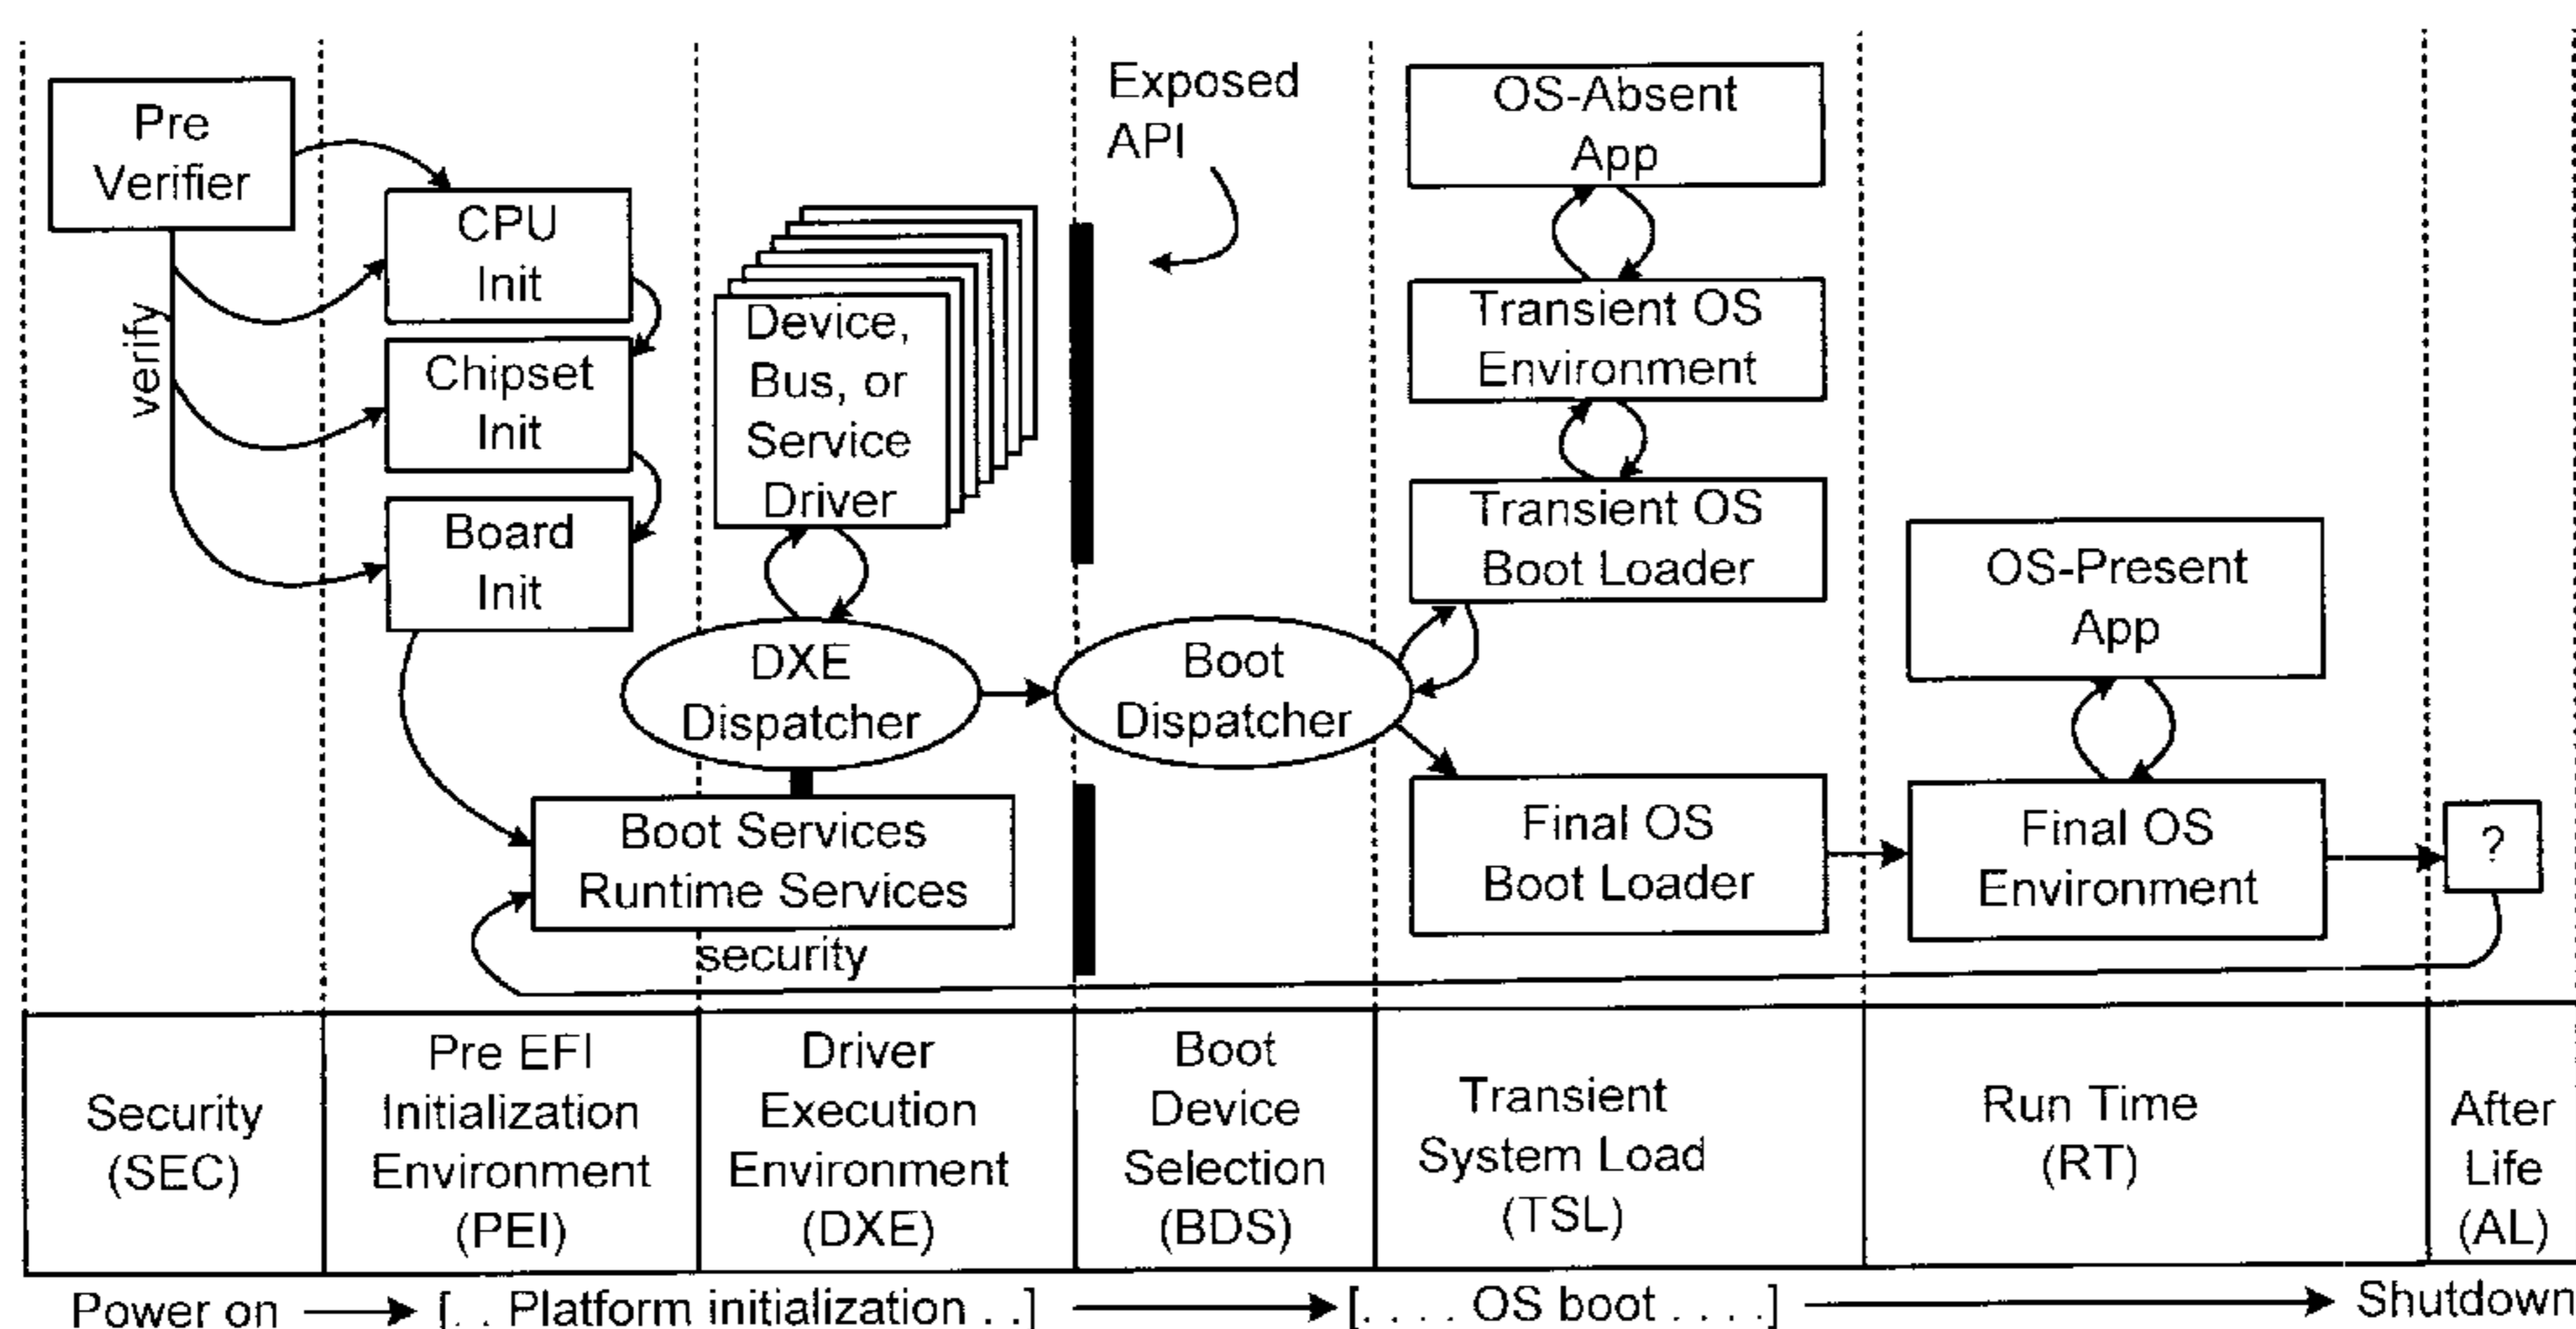 Pre
Verifier
verify
CPU
Init
Chipset
Init
Board
Init
Device,
Bus, or
Service
Driver
DXE
Dispatcher
Boot Services
Runtime Services
security
Exposed
API
Boot
Dispatcher
OS-Absent
App
Transient OS
Environment
Transient OS
Boot Loader
Final OS
Boot Loader
OS-Present
App
Final OS
Environment
?
Security
(SEC)
Pre EFI
Initialization
Environment
(PEI)
Driver
Execution
Environment
(DXE)
Boot
Device
Selection
(BDS)
Transient
System Load
(TSL)
Run Time
(RT)
After
Life
(AL)
Power on → [. . Platform initialization . .] → [. . . . OS boot . . . .] → Shutdown